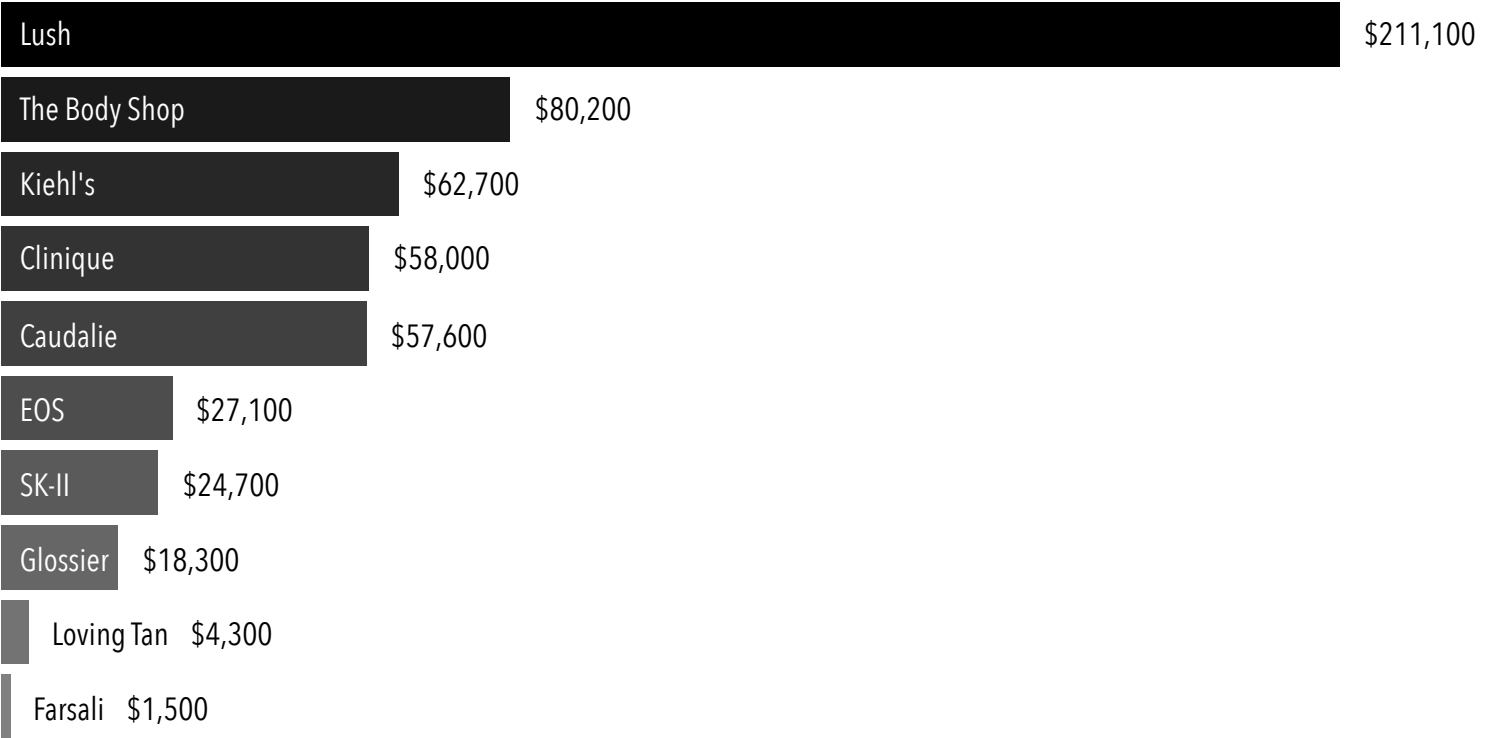 Lush $211,100
The Body Shop $80,200
Kiehl's $62,700
Clinique $58,000
Caudalie $57,600
EOS $27,100
SK-II $24,700
Glossier $18,300
Loving Tan $4,300
Farsali $1,500